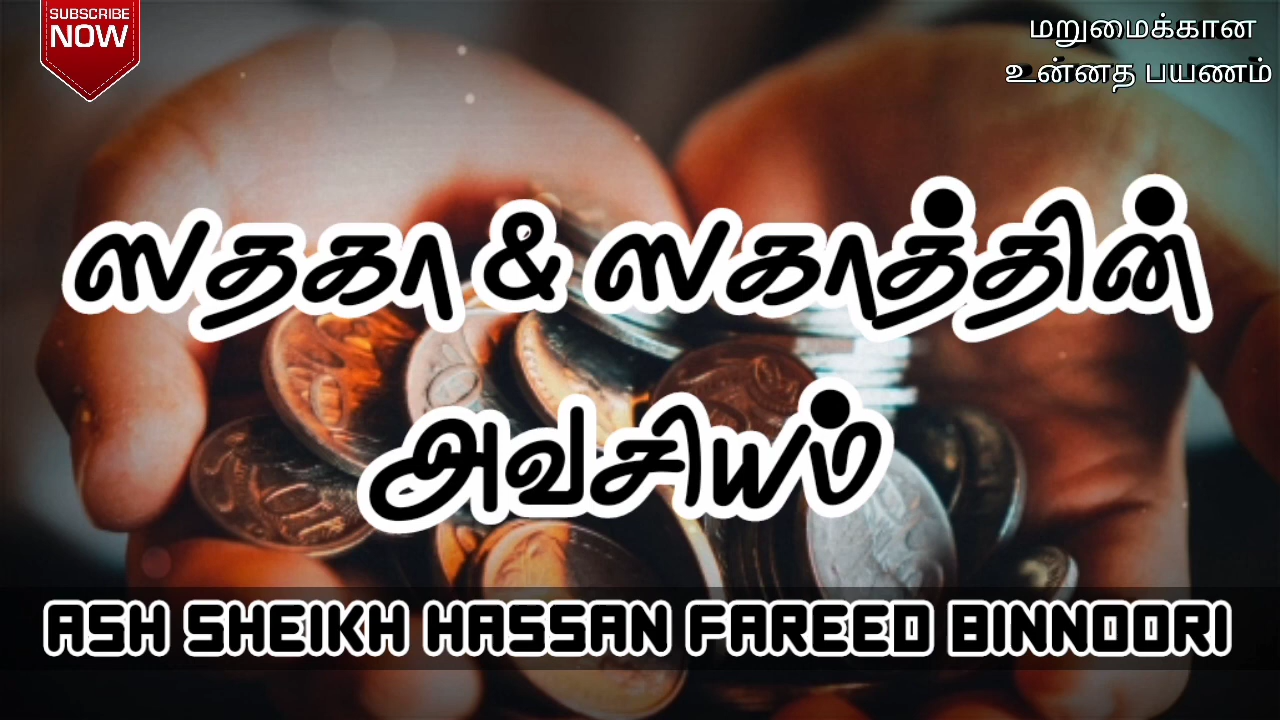 SUBSCRIBE
NOW
மறுமைக்கான
உன்னத பயணம்
ஸதகா & ஸகாத்தின்
அவசியம்
ASH SHEIKH HASSAN FAREED BINNOORI